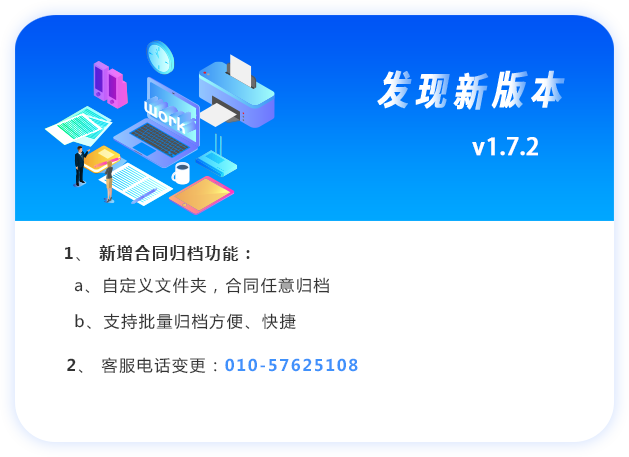 发现新版本
v1.7.2
work
1、 新增合同归档功能：
a、自定义文件夹，合同任意归档
b、支持批量归档方便、快捷
2、 客服电话变更：010-57625108